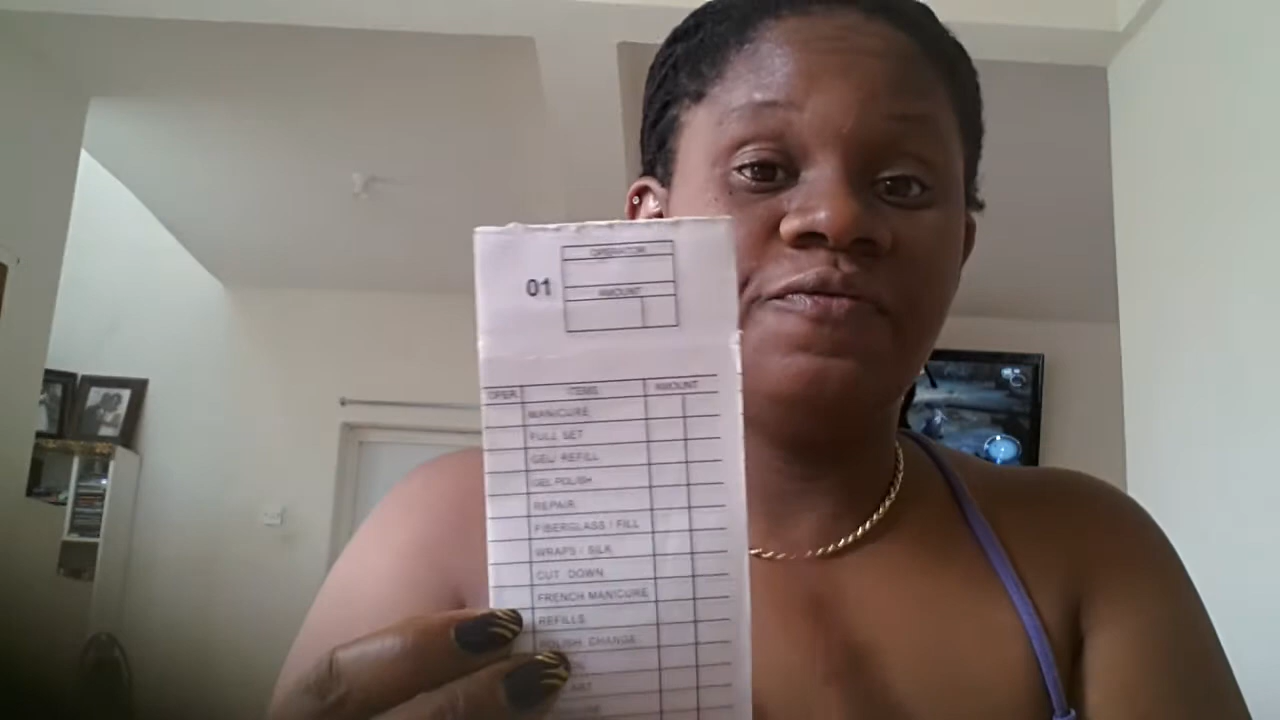 OPERATOR
01
AMOUNT
OPER. ITEMS AMOUNT
MANICURE
FULL SET
GEL/ REFILL
GEL POLISH
REPAIR
FIBERGLASS / FILL
WRAPS / SILK
CUT DOWN
FRENCH MANICURE
REFILLS
POLISH CHANGE
ART